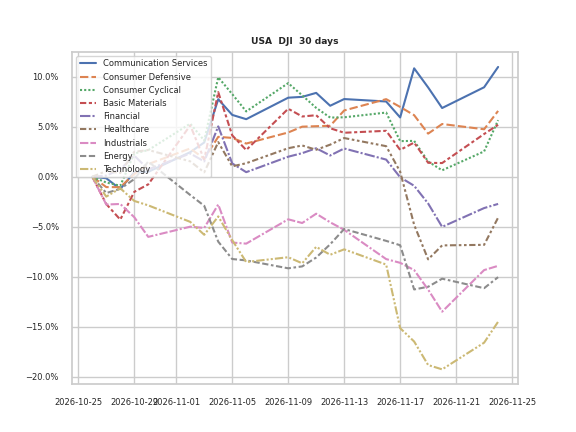 USA  DJI  30 days
Communication Services
Consumer Defensive
Consumer Cyclical
Basic Materials
Financial
Healthcare
Industrials
Energy
Technology
10.0%
5.0%
0.0%
−5.0%
−10.0%
−15.0%
−20.0%
2026-10-25
2026-10-29
2026-11-01
2026-11-05
2026-11-09
2026-11-13
2026-11-17
2026-11-21
2026-11-25